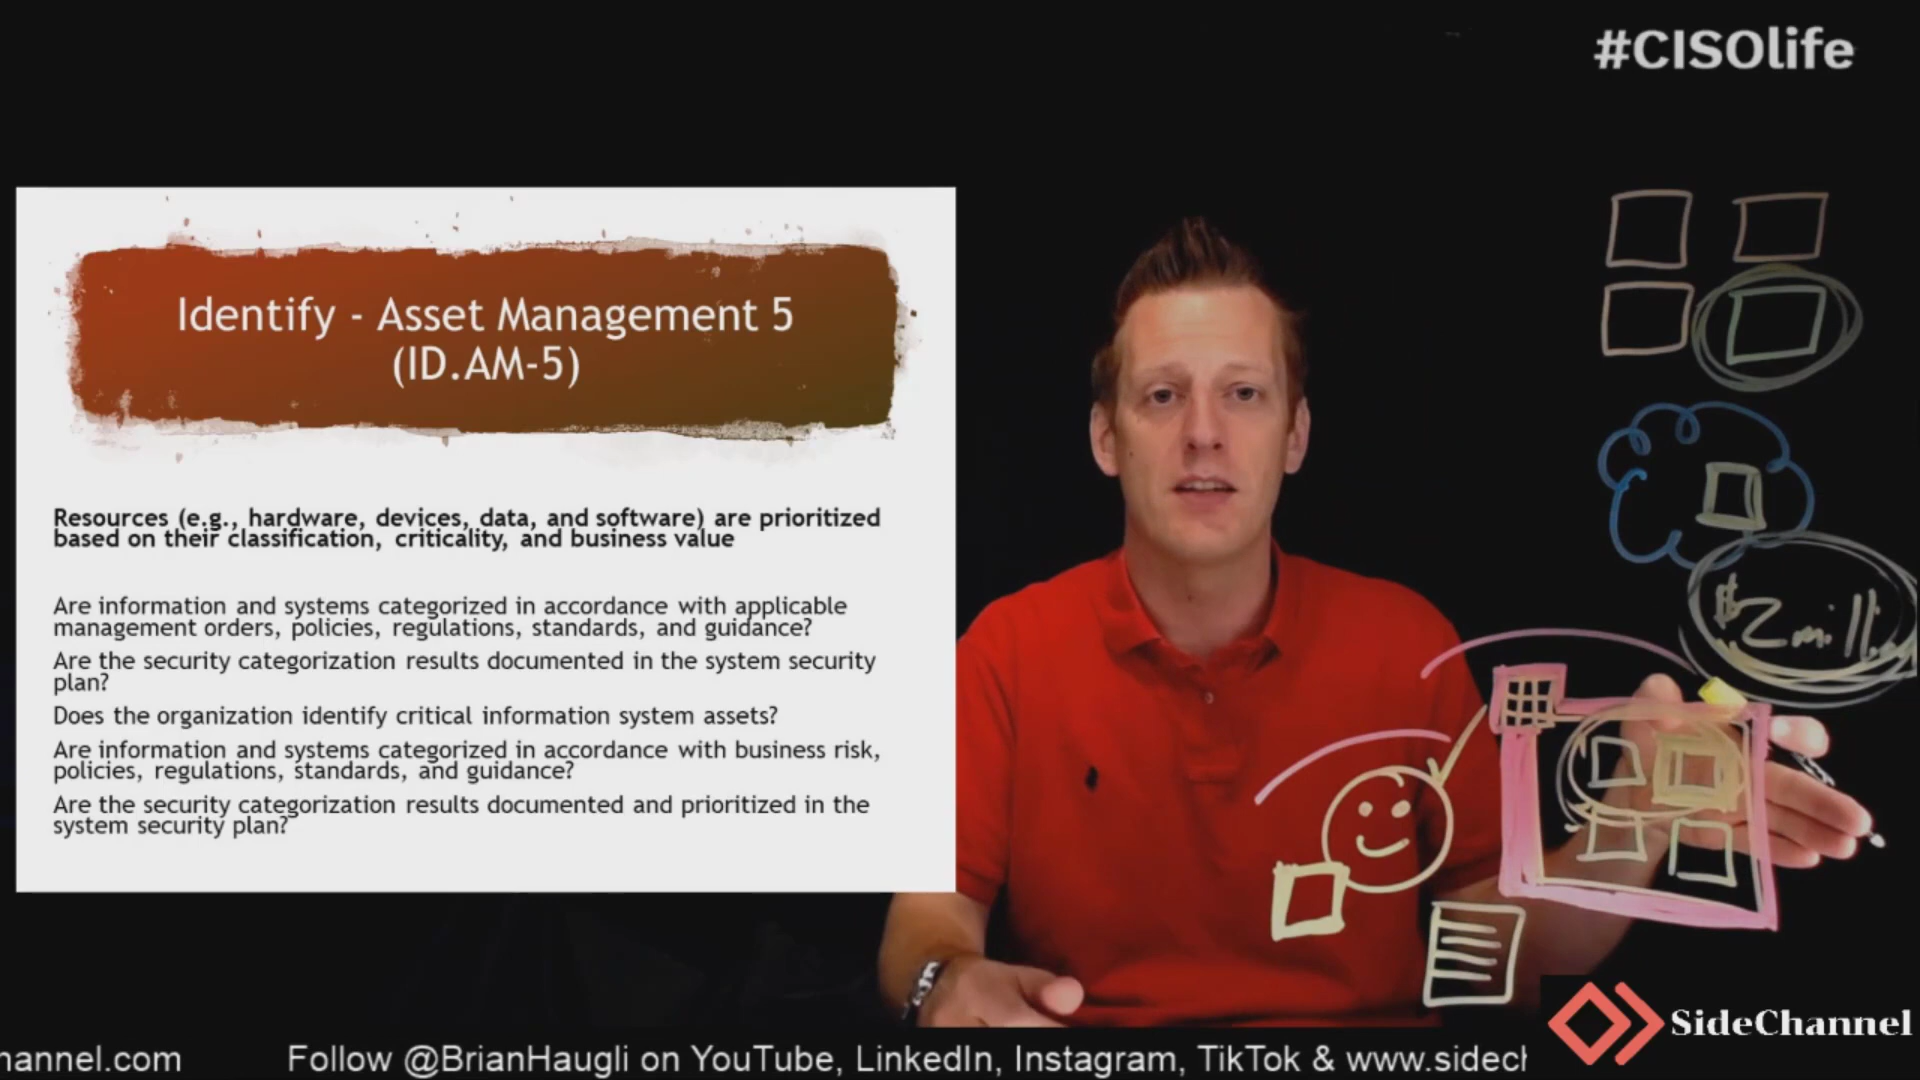 #CISOlife
Identify - Asset Management 5
(ID.AM-5)
Resources (e.g., hardware, devices, data, and software) are prioritized
based on their classification, criticality, and business value
Are information and systems categorized in accordance with applicable
management orders, policies, regulations, standards, and guidance?
Are the security categorization results documented in the system security
plan?
Does the organization identify critical information system assets?
Are information and systems categorized in accordance with business risk,
policies, regulations, standards, and guidance?
Are the security categorization results documented and prioritized in the
system security plan?
$2 mill
SideChannel
hannel.com Follow @BrianHaugli on YouTube, LinkedIn, Instagram, TikTok & www.sidech